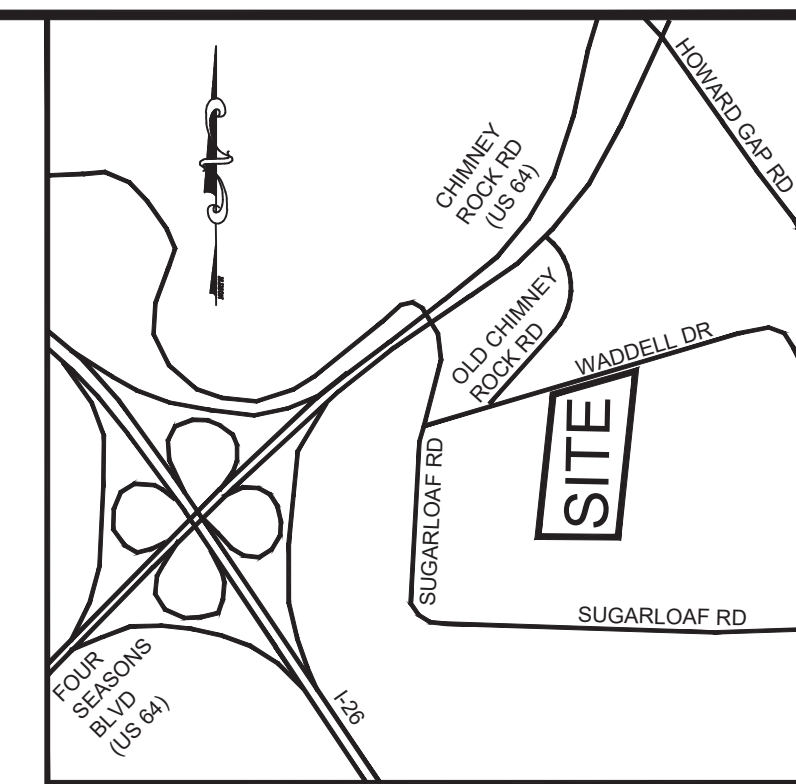 HOWARD GAP RD
CHIMNEY
ROCK RD
(US 64)
OLD CHIMNEY
ROCK RD
WADDELL DR
SITE
SUGARLOAF RD
SUGARLOAF RD
FOUR
SEASONS
BLVD
(US 64)
I-26